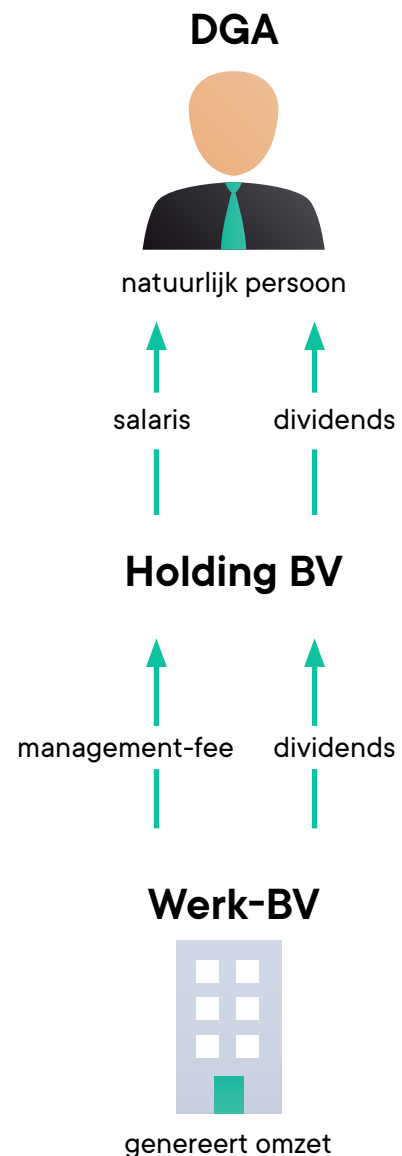 DGA
natuurlijk persoon
salaris dividends
Holding BV
management-fee dividends
Werk-BV
genereert omzet